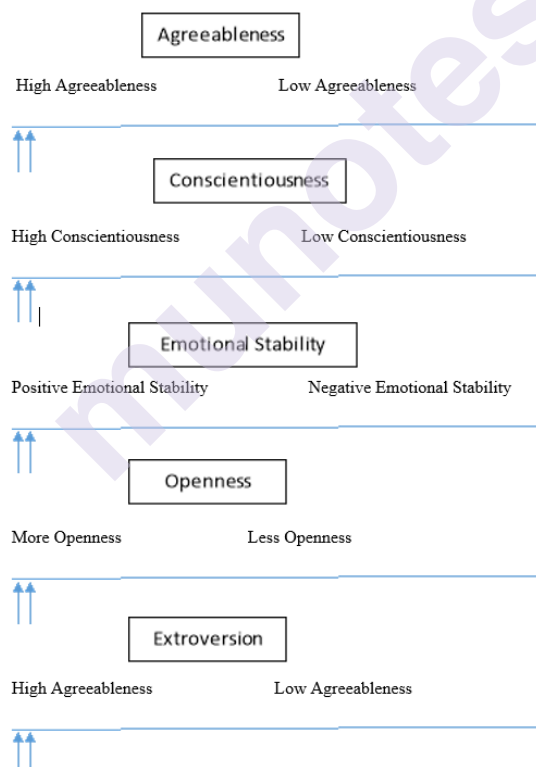 Agreeableness
High Agreeableness Low Agreeableness
Conscientiousness
High Conscientiousness Low Conscientiousness
Emotional Stability
Positive Emotional Stability Negative Emotional Stability
Openness
More Openness Less Openness
Extroversion
High Agreeableness Low Agreeableness
munotes